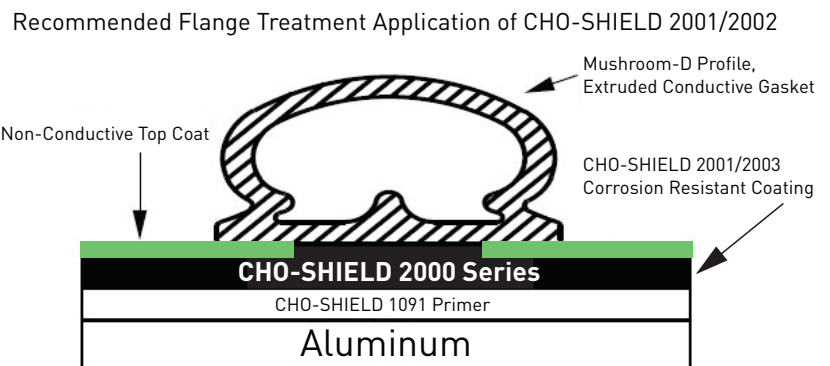 Recommended Flange Treatment Application of CHO-SHIELD 2001/2002
Mushroom-D Profile,
Extruded Conductive Gasket
Non-Conductive Top Coat
CHO-SHIELD 2001/2003
Corrosion Resistant Coating
CHO-SHIELD 2000 Series
CHO-SHIELD 1091 Primer
Aluminum